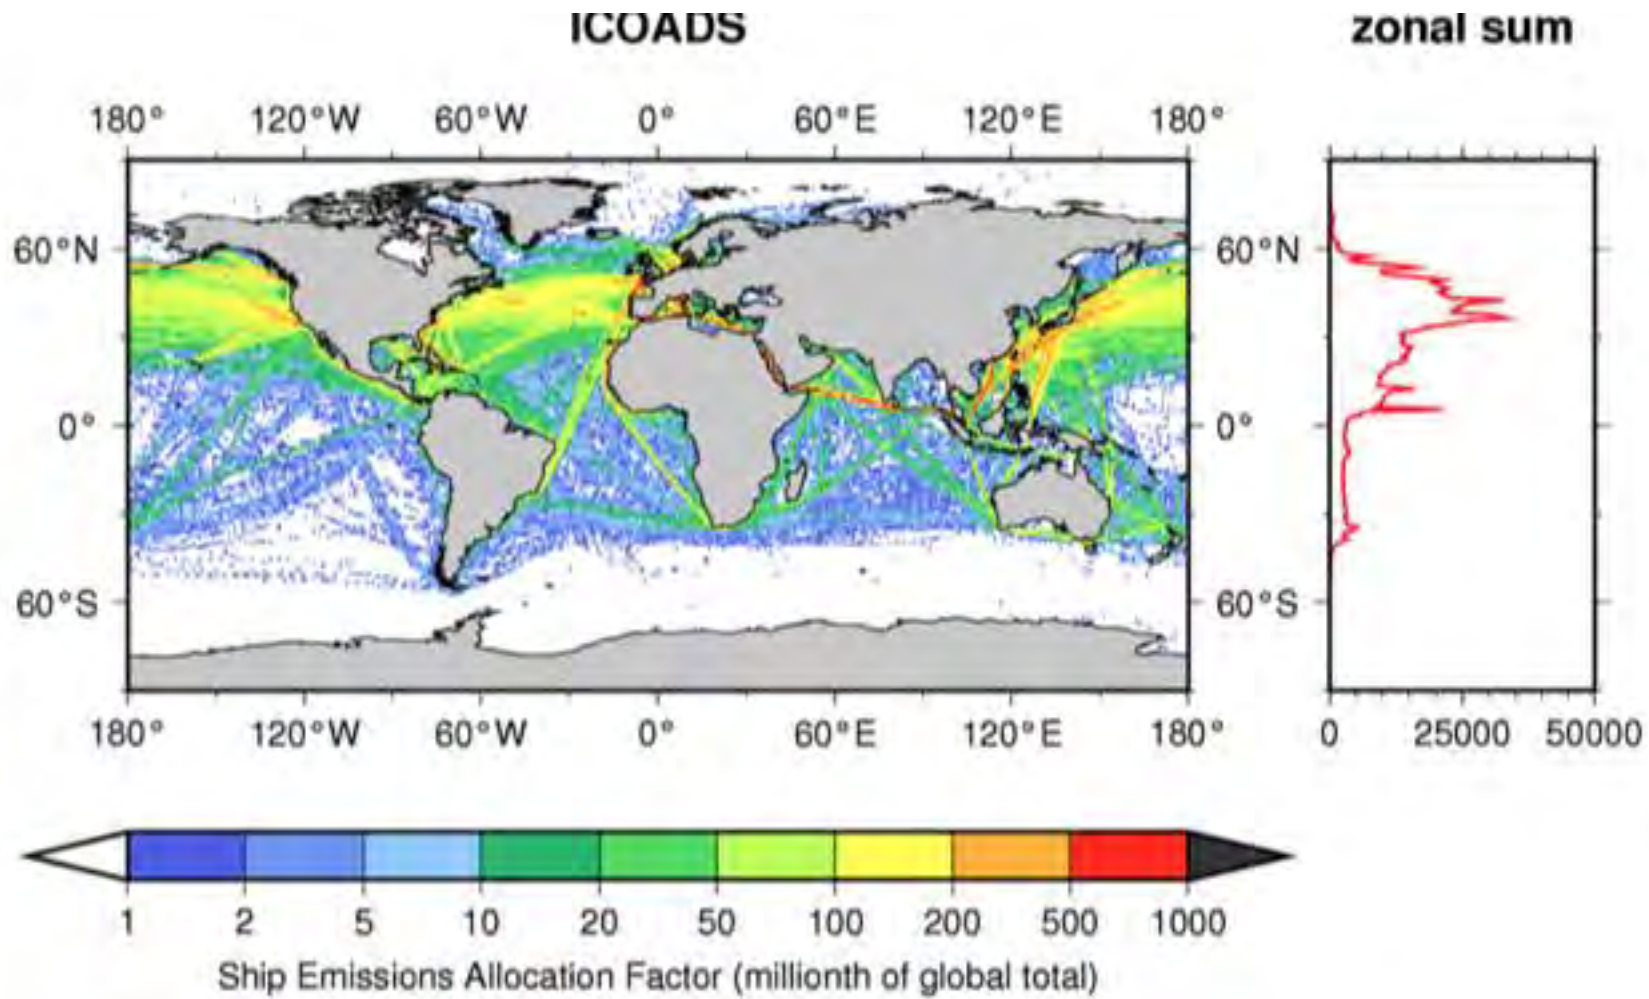 ICOADS
zonal sum
180° 120°W 60°W 0° 60°E 120°E 180°
60°N 60°N
0° 0°
60°S 60°S
180° 120°W 60°W 0° 60°E 120°E 180°
0 25000 50000
1 2 5 10 20 50 100 200 500 1000
Ship Emissions Allocation Factor (millionth of global total)